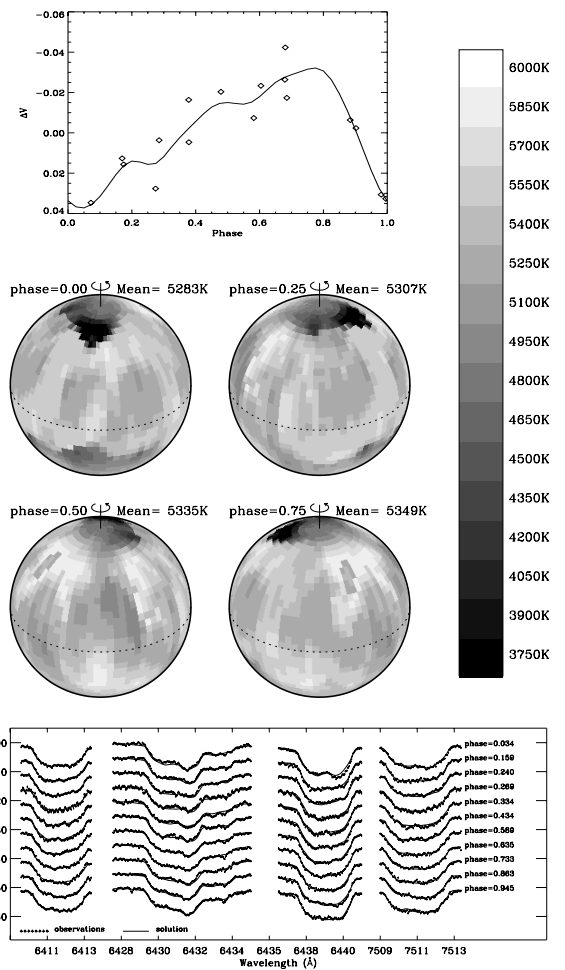 -0.06
-0.04
-0.02
0.00
0.02
0.04
ΔV
0.0 0.2 0.4 0.6 0.8 1.0
Phase
6000K
5850K
5700K
5550K
5400K
5250K
5100K
4950K
4800K
4650K
4500K
4350K
4200K
4050K
3900K
3750K
phase=0.00 Mean= 5283K
phase=0.25 Mean= 5307K
phase=0.50 Mean= 5335K
phase=0.75 Mean= 5349K
phase=0.034
phase=0.159
phase=0.240
phase=0.269
phase=0.334
phase=0.434
phase=0.589
phase=0.635
phase=0.733
phase=0.863
phase=0.945
observations solution
6411 6413 6428 6430 6432 6434 6435 6438 6440 7509 7511 7513
Wavelength (Å)